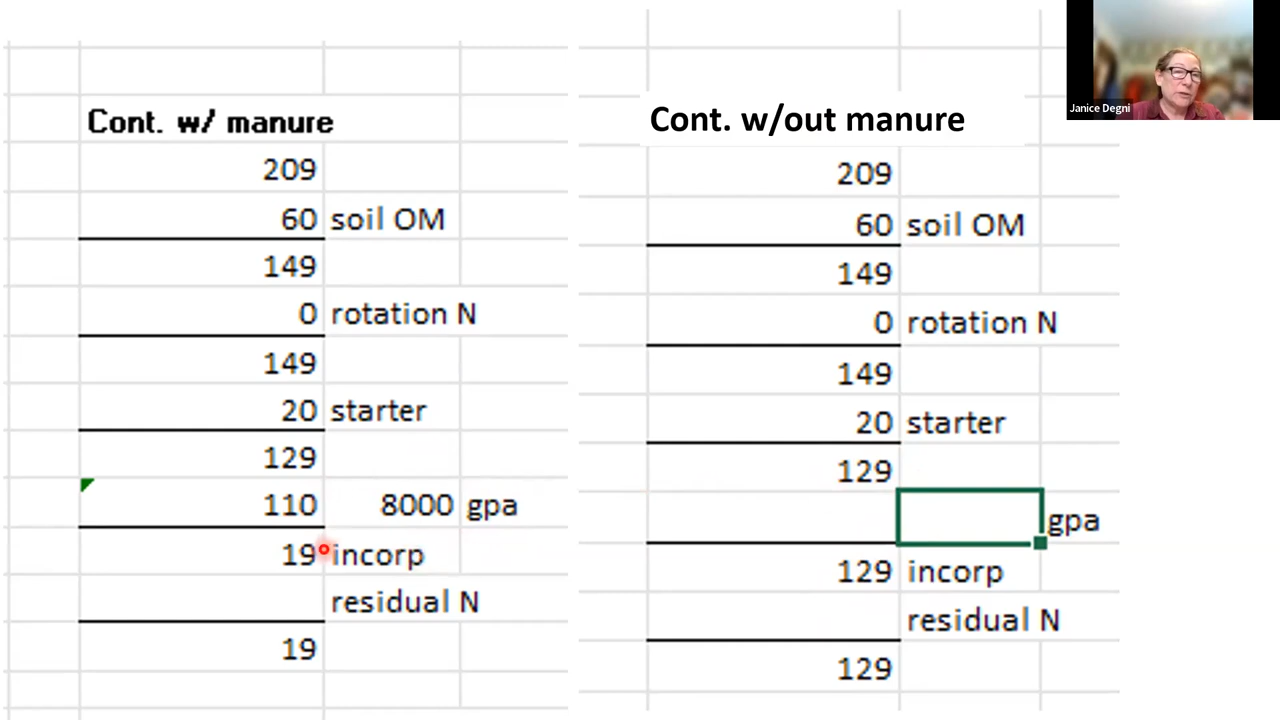 Cont. w/ manure
209
60 soil OM
149
0 rotation N
149
20 starter
129
110 8000 gpa
19 incorp
residual N
19
Cont. w/out manure
209
60 soil OM
149
0 rotation N
149
20 starter
129
gpa
129 incorp
residual N
129
Janice Degni